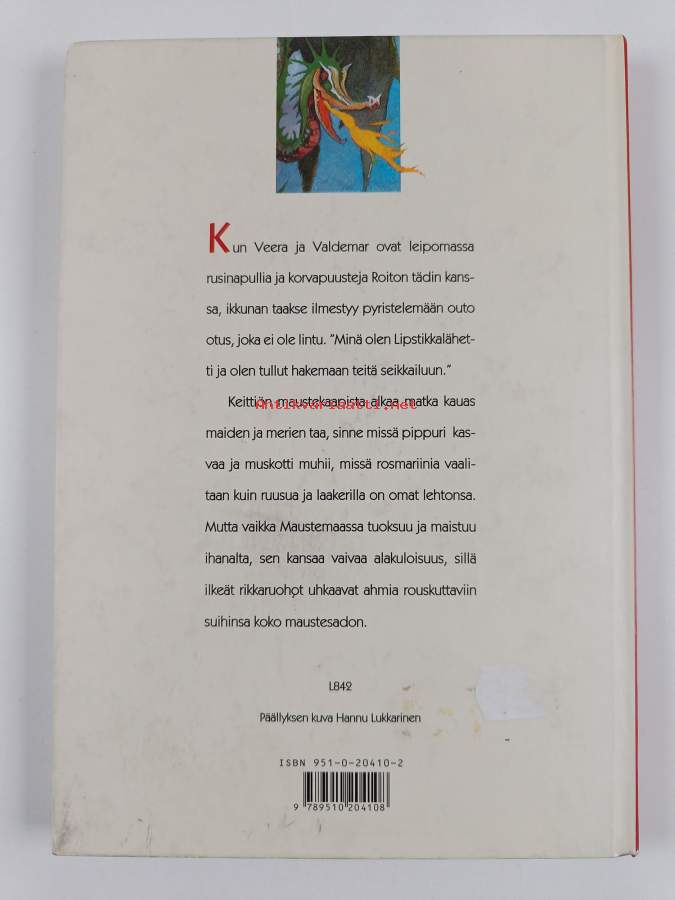 Kun Veera ja Valdemar ovat leipomassa
rusinapullia ja korvapuusteja Roiton tädin kans-
sa, ikkunan taakse ilmestyy pyristelemään outo
otus, joka ei ole lintu. "Minä olen Lipstikkalähet-
ti ja olen tullut hakemaan teitä seikkailuun."
Keittiön maustekaapista alkaa matka kauas
Antikvariaatti.net
maiden ja merien taa, sinne missä pippuri kas-
vaa ja muskotti muhii, missä rosmariinia vaali-
taan kuin ruusua ja laakerilla on omat lehtonsa.
Mutta vaikka Maustemaassa tuoksuu ja maistuu
ihanalta, sen kansaa vaivaa alakuloisuus, sillä
ilkeät rikkaruohot uhkaavat ahmia rouskuttaviin
suihinsa koko maustesadon.
L842
Päällyksen kuva Hannu Lukkarinen
ISBN 951-0-20410-2
9 789510 204108